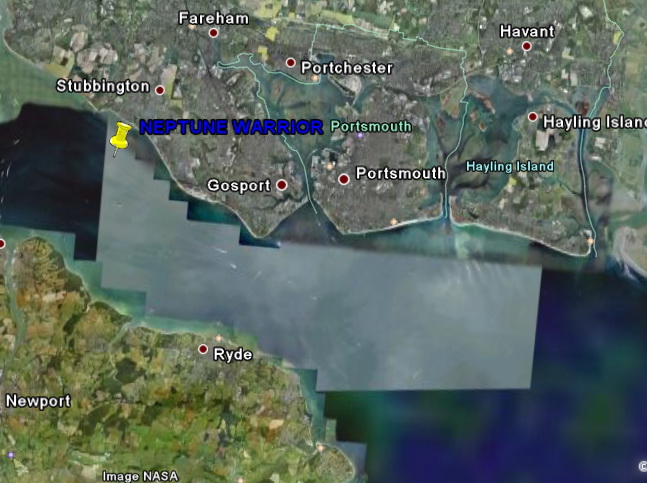 Fareham
Havant
Portchester
Stubbington
Hayling Islan
NEPTUNE WARRIOR
Portsmouth
Hayling Island
Portsmouth
Gosport
Ryde
Newport
Image NASA
©